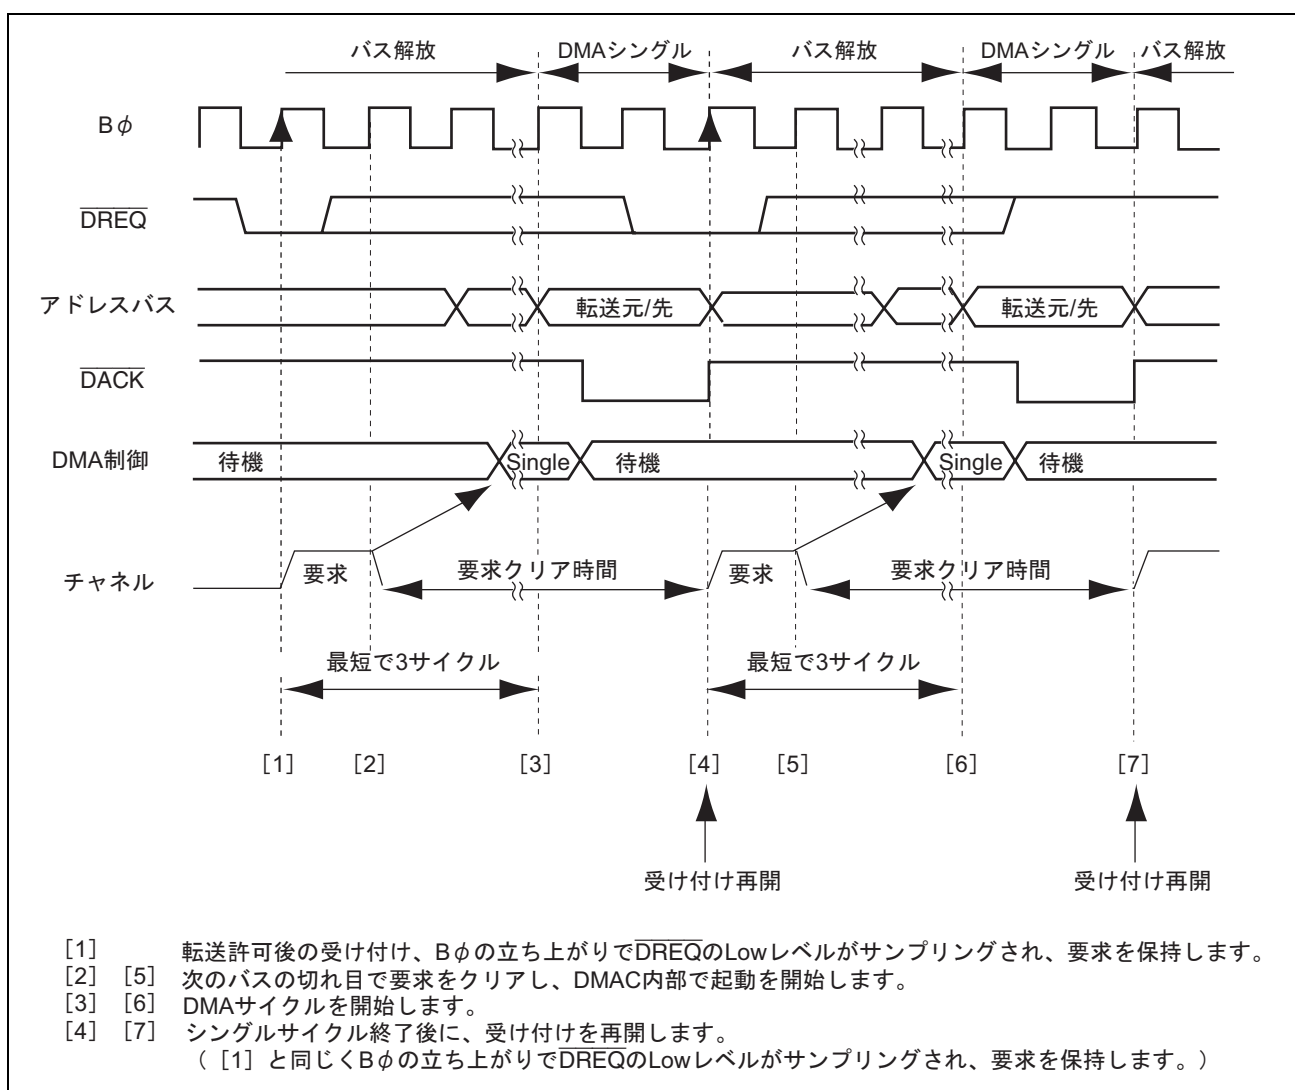 バス解放 DMAシングル バス解放 DMAシングル バス解放
Bφ
DREQ
アドレスバス 転送元/先 転送元/先
DACK
DMA制御 待機 Single 待機 Single 待機
チャネル 要求 要求クリア時間 要求 要求クリア時間
最短で3サイクル 最短で3サイクル
[1] [2] [3] [4] [5] [6] [7]
受け付け再開 受け付け再開
[1] 転送許可後の受け付け、Bφの立ち上がりでDREQのLowレベルがサンプリングされ、要求を保持します。
[2] [5] 次のバスの切れ目で要求をクリアし、DMAC内部で起動を開始します。
[3] [6] DMAサイクルを開始します。
[4] [7] シングルサイクル終了後に、受け付けを再開します。
([1]と同じくBφの立ち上がりでDREQのLowレベルがサンプリングされ、要求を保持します。)